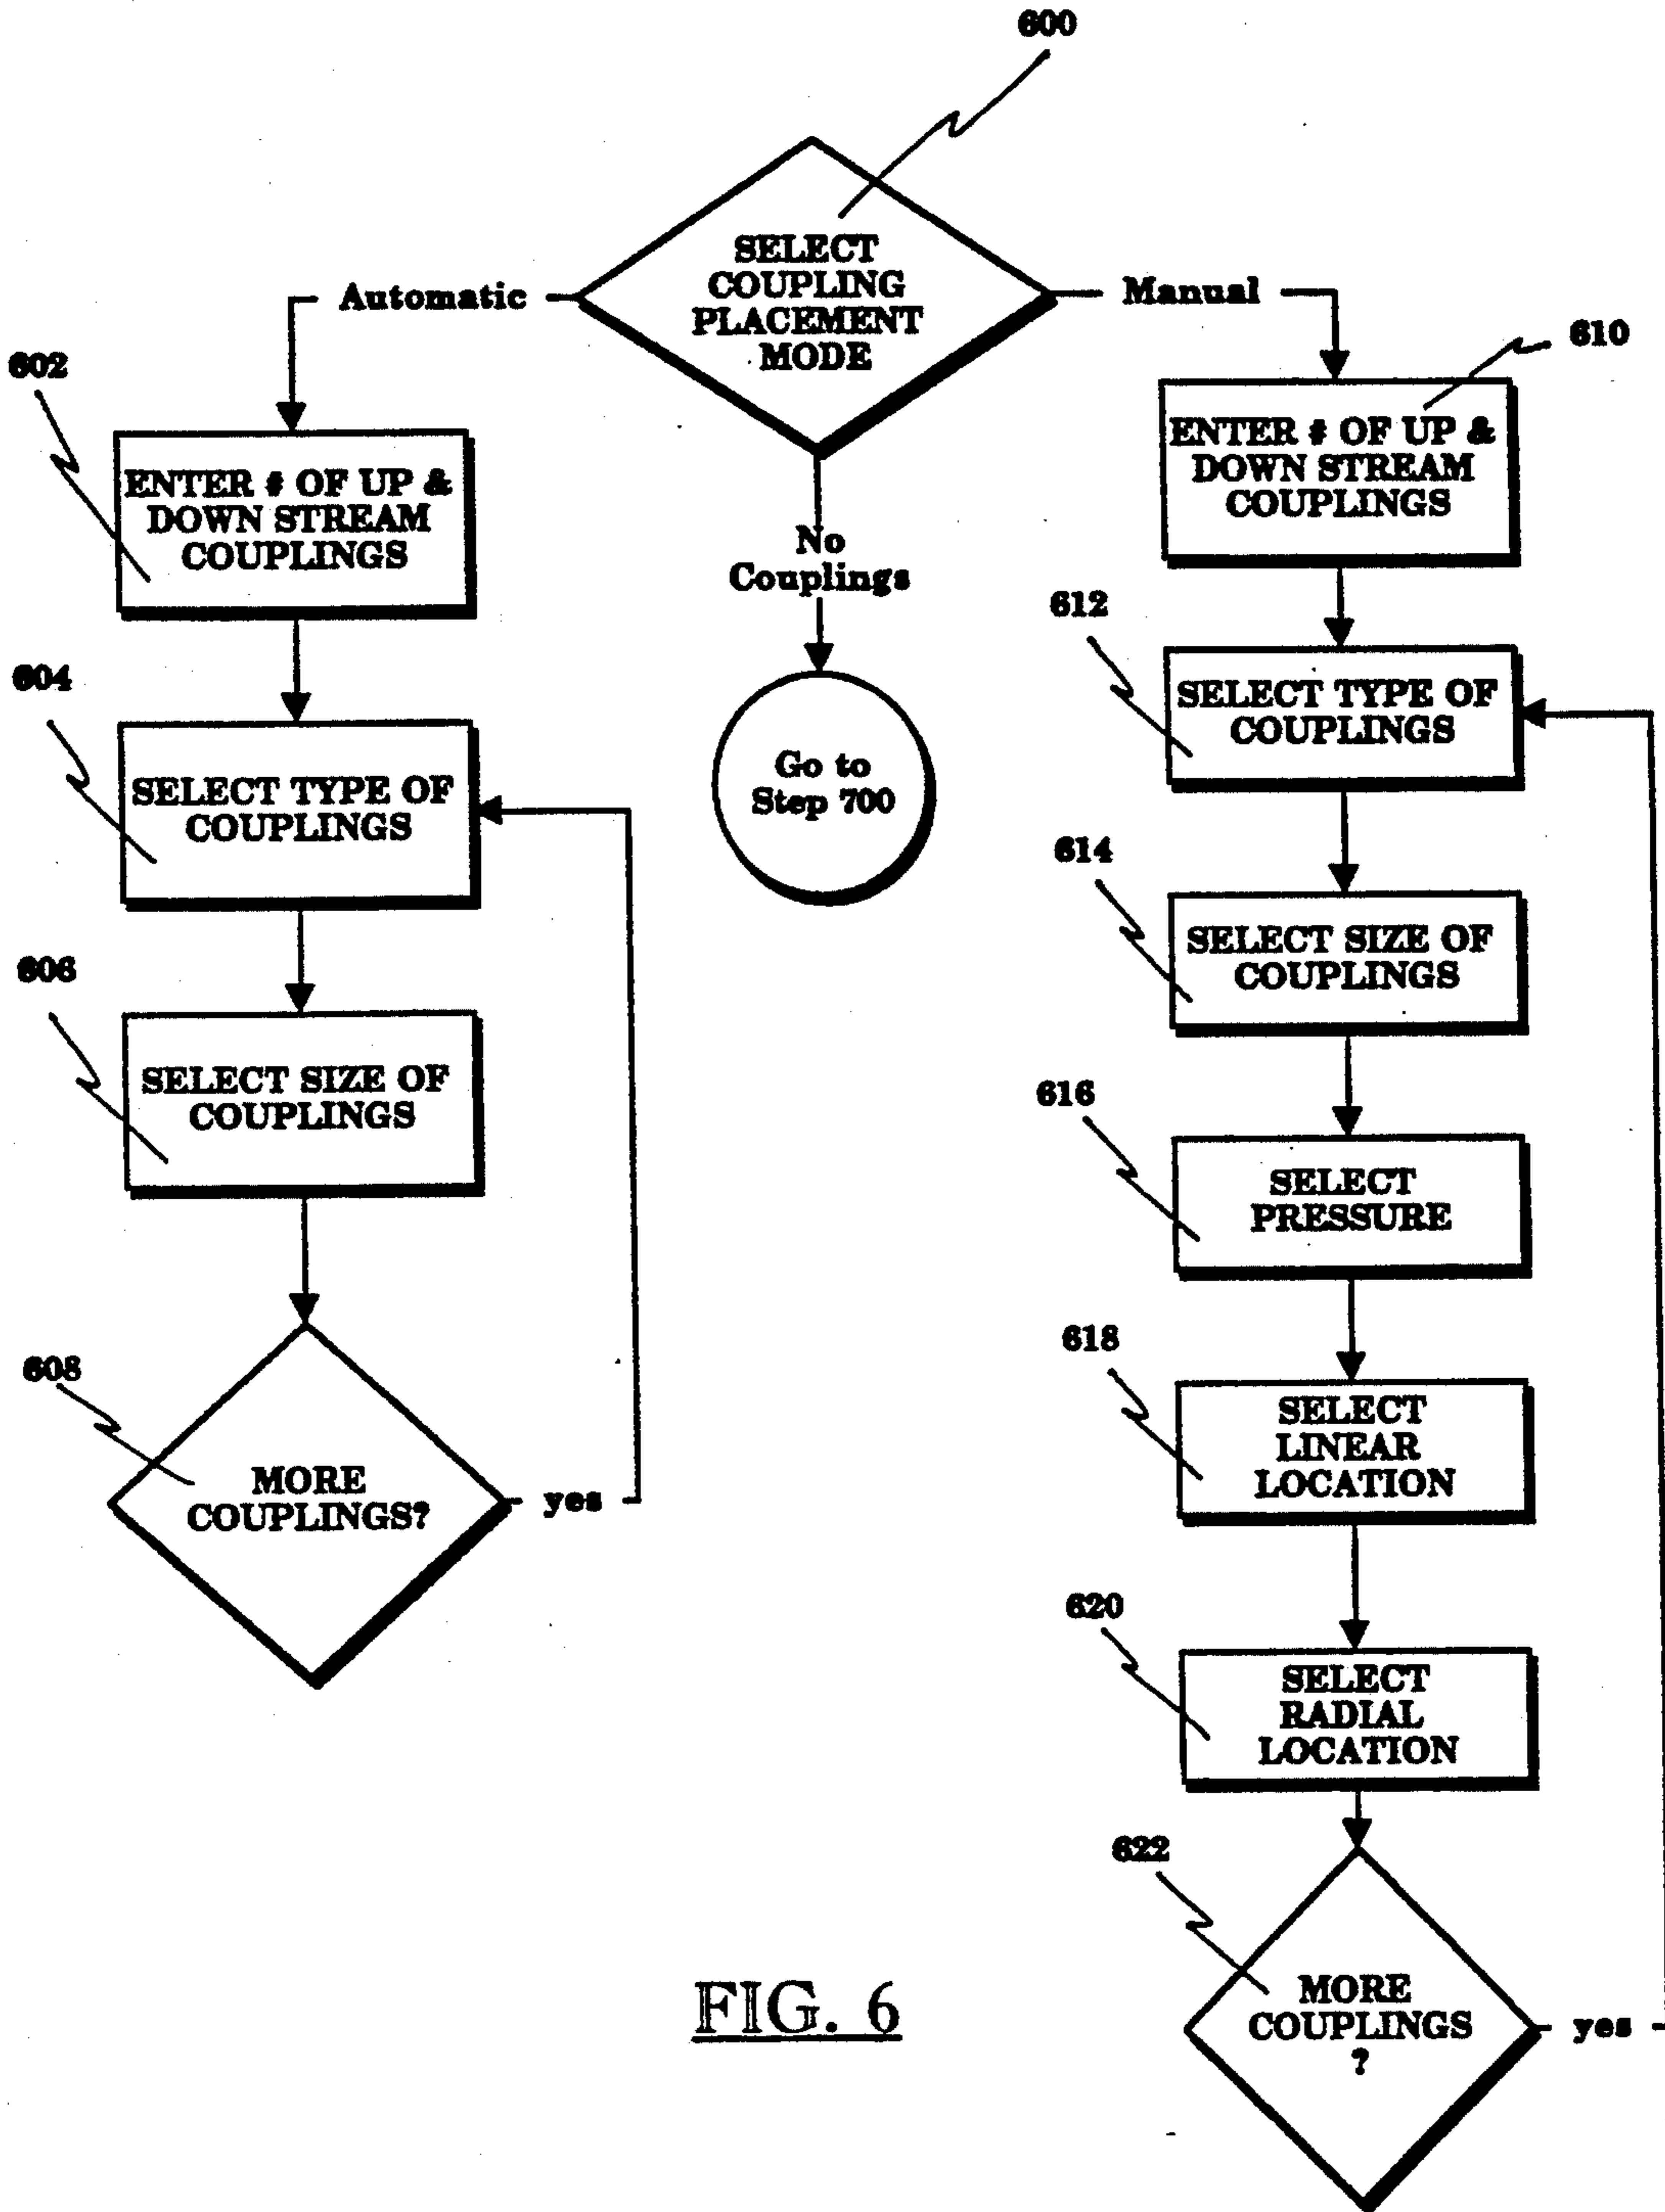 600
SELECT
COUPLING
PLACEMENT
MODE
Automatic
Manual
No
Couplings
Go to
Step 700
602
ENTER # OF UP &
DOWN STREAM
COUPLINGS
604
SELECT TYPE OF
COUPLINGS
606
SELECT SIZE OF
COUPLINGS
608
MORE
COUPLINGS?
yes
610
ENTER # OF UP &
DOWN STREAM
COUPLINGS
612
SELECT TYPE OF
COUPLINGS
614
SELECT SIZE OF
COUPLINGS
616
SELECT
PRESSURE
618
SELECT
LINEAR
LOCATION
620
SELECT
RADIAL
LOCATION
622
MORE
COUPLINGS
?
yes
FIG. 6